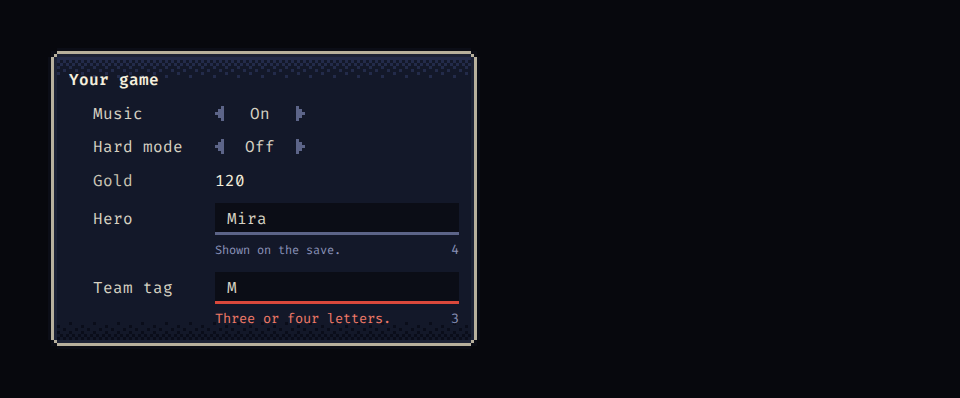 Your game
Music On
Hard mode Off
Gold 120
Hero Mira
Shown on the save. 4
Team tag M
Three or four letters. 3